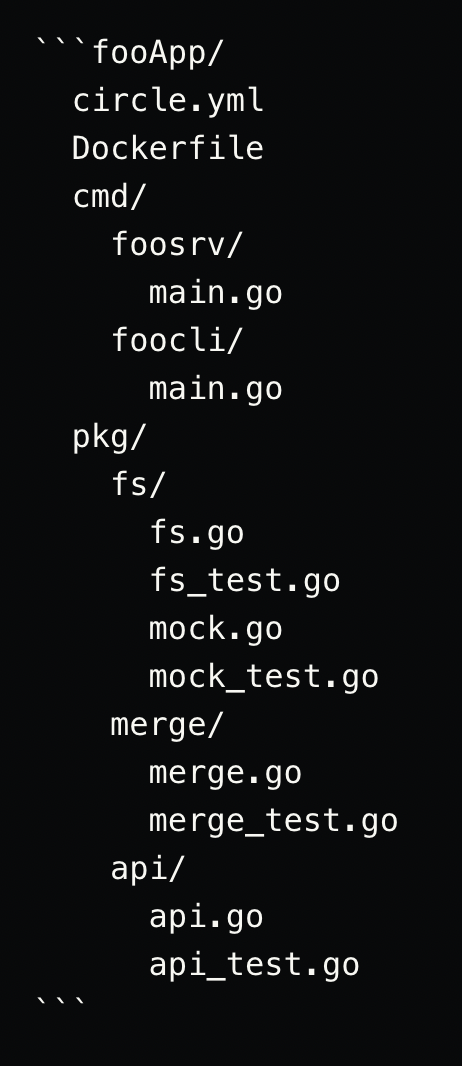 ```fooApp/
  circle.yml
  Dockerfile
  cmd/
    foosrv/
      main.go
    foocli/
      main.go
  pkg/
    fs/
      fs.go
      fs_test.go
      mock.go
      mock_test.go
    merge/
      merge.go
      merge_test.go
    api/
      api.go
      api_test.go
```